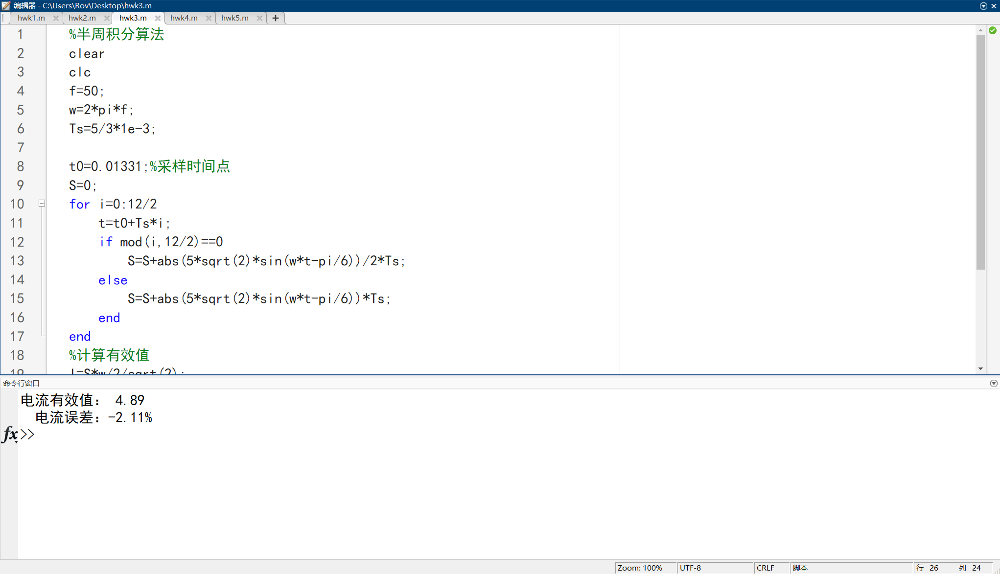 编辑器 - C:\Users\Rov\Desktop\hwk3.m
hwk1.m hwk2.m hwk3.m hwk4.m hwk5.m
1 %半周积分算法
2 clear
3 clc
4 f=50;
5 w=2*pi*f;
6 Ts=5/3*1e-3;
7
8 t0=0.01331;%采样时间点
9 S=0;
10 for i=0:12/2
11 t=t0+Ts*i;
12 if mod(i,12/2)==0
13 S=S+abs(5*sqrt(2)*sin(w*t-pi/6))/2*Ts;
14 else
15 S=S+abs(5*sqrt(2)*sin(w*t-pi/6))*Ts;
16 end
17 end
18 %计算有效值
19 I=S*w/2/sqrt(2);
命令行窗口
电流有效值： 4.89
电流误差：-2.11%
fx >>
Zoom: 100% UTF-8 CRLF 脚本 行 26 列 24